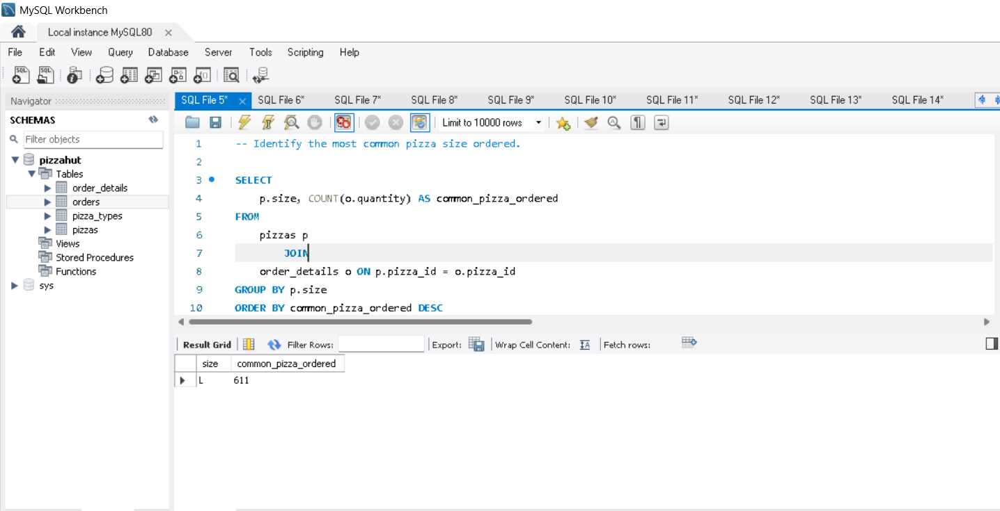 MySQL Workbench
Local instance MySQL80
File Edit View Query Database Server Tools Scripting Help
Navigator
SCHEMAS
Filter objects
pizzahut
Tables
order_details
orders
pizza_types
pizzas
Views
Stored Procedures
Functions
sys
SQL File 5* SQL File 6* SQL File 7* SQL File 8* SQL File 9* SQL File 10* SQL File 11* SQL File 12* SQL File 13* SQL File 14*
Limit to 10000 rows
1 -- Identify the most common pizza size ordered.
2
3 SELECT
4 p.size, COUNT(o.quantity) AS common_pizza_ordered
5 FROM
6 pizzas p
7 JOIN
8 order_details o ON p.pizza_id = o.pizza_id
9 GROUP BY p.size
10 ORDER BY common_pizza_ordered DESC
Result Grid Filter Rows: Export: Wrap Cell Content: Fetch rows:
size common_pizza_ordered
L 611